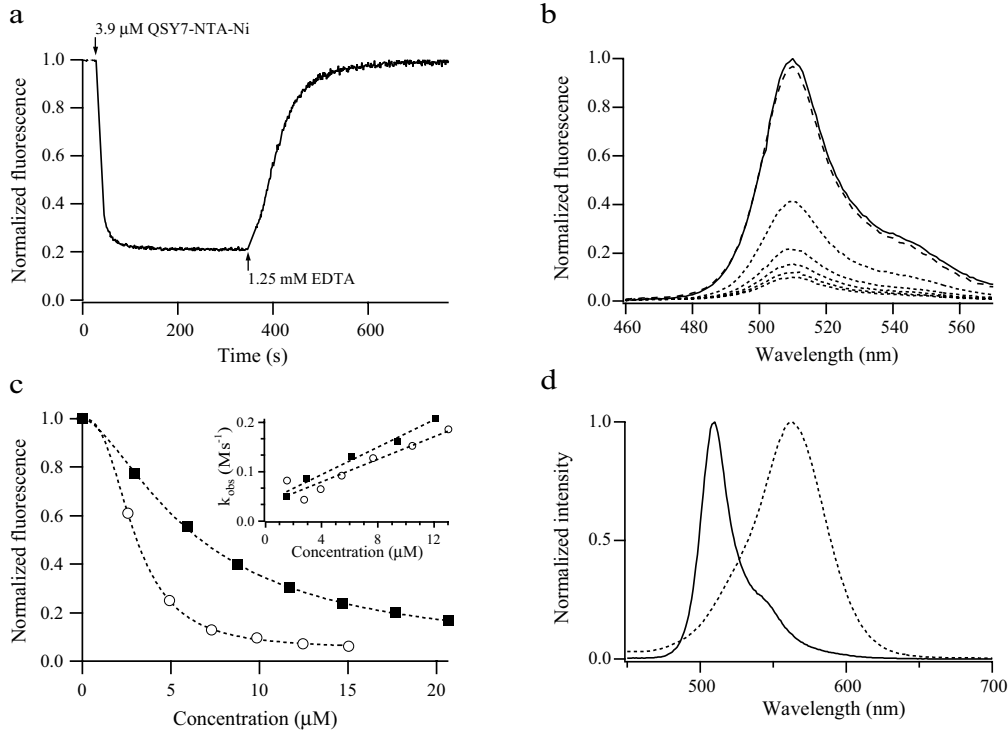 a
3.9 μM QSY7-NTA-Ni
1.0
0.8
0.6
0.4
0.2
0.0
Normalized fluorescence
1.25 mM EDTA
0
200
400
600
Time (s)
b
1.0
0.8
0.6
0.4
0.2
0.0
Normalized fluorescence
460
480
500
520
540
560
Wavelength (nm)
c
1.0
0.8
0.6
0.4
0.2
0.0
Normalized fluorescence
0
5
10
15
20
Concentration (μM)
0.2
0.1
0.0
k_obs (M s⁻¹)
0
4
8
12
Concentration (μM)
d
1.0
0.5
0.0
Normalized intensity
500
600
700
Wavelength (nm)